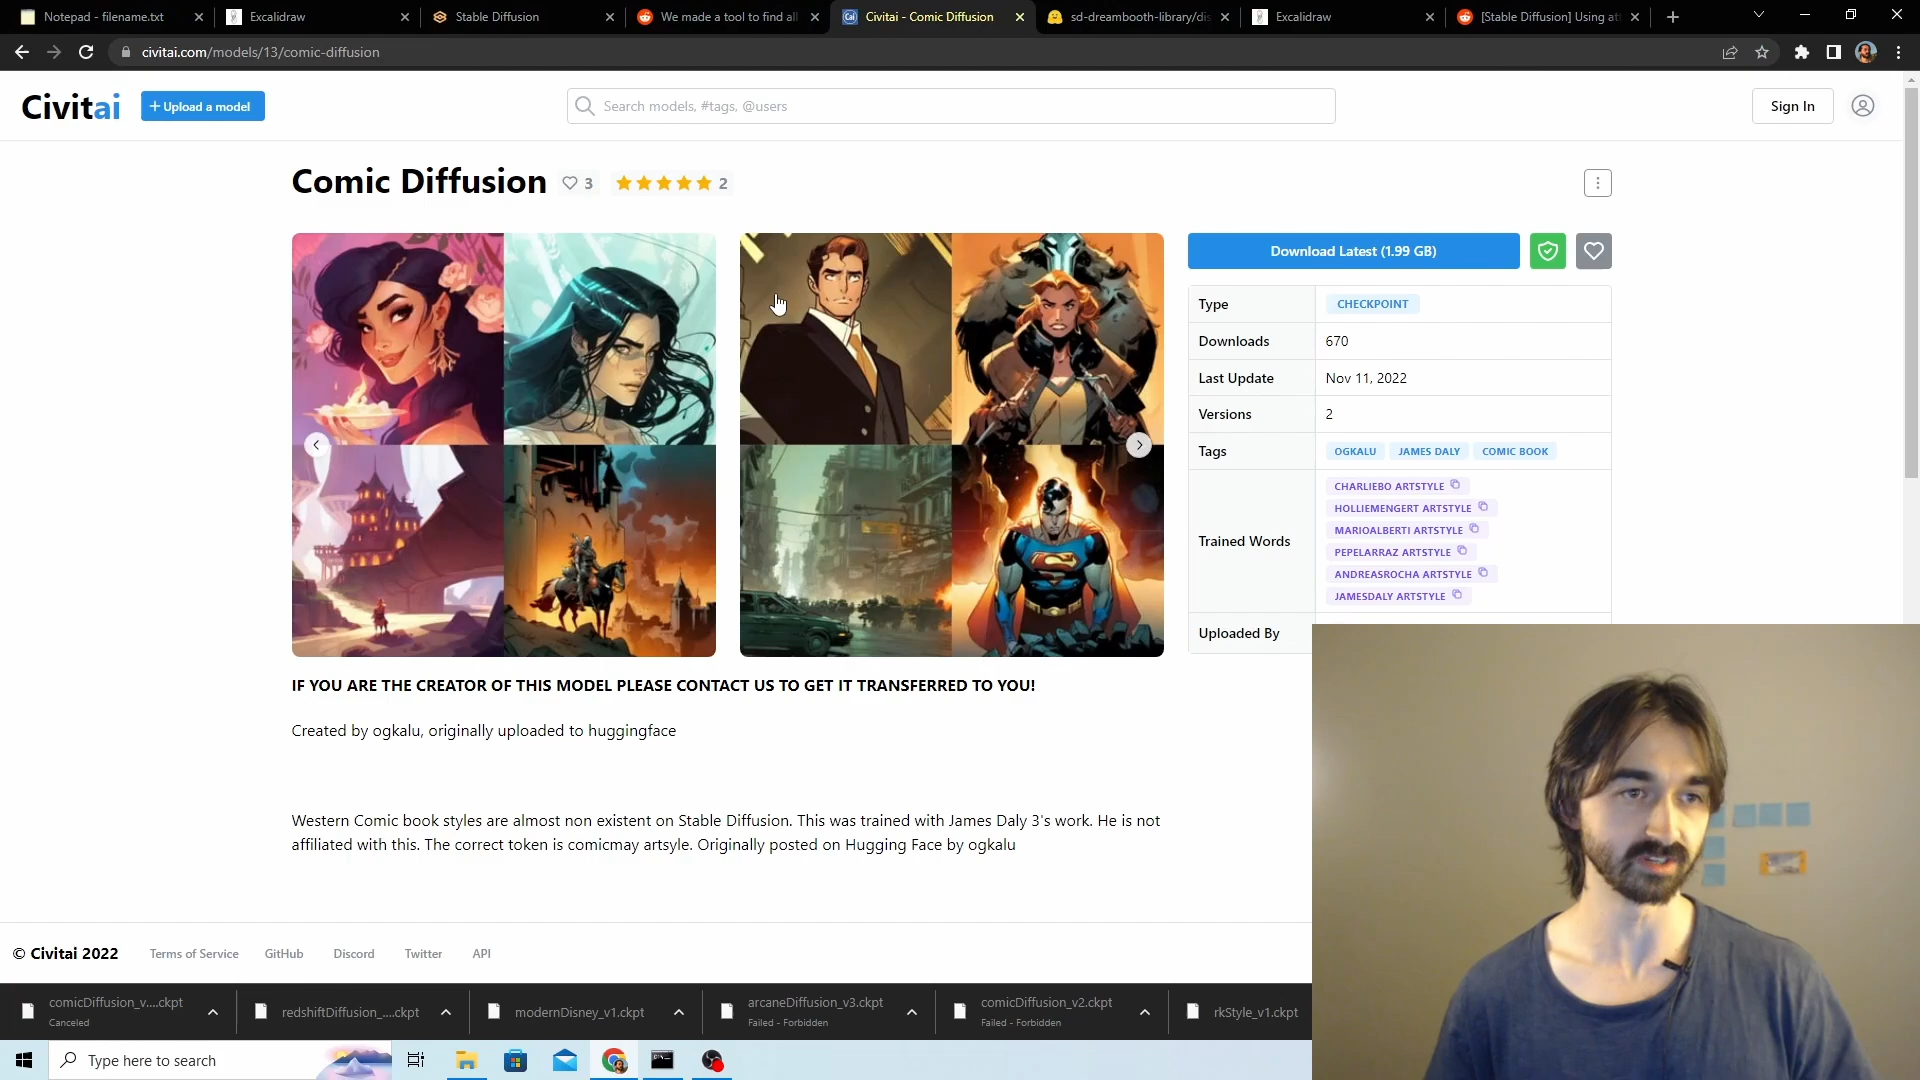 Notepad - filename.txt
Excalidraw
Stable Diffusion
We made a tool to find all
Civitai - Comic Diffusion
sd-dreambooth-library/dis
Excalidraw
[Stable Diffusion] Using at
civitai.com/models/13/comic-diffusion
Civitai
+ Upload a model
Search models, #tags, @users
Sign In
Comic Diffusion
3
2
Download Latest (1.99 GB)
Type
CHECKPOINT
Downloads
670
Last Update
Nov 11, 2022
Versions
2
Tags
OGKALU
JAMES DALY
COMIC BOOK
Trained Words
CHARLIEBO ARTSTYLE
HOLLIEMENGERT ARTSTYLE
MARIOALBERTI ARTSTYLE
PEPELARRAZ ARTSTYLE
ANDREASROCHA ARTSTYLE
JAMESDALY ARTSTYLE
Uploaded By
IF YOU ARE THE CREATOR OF THIS MODEL PLEASE CONTACT US TO GET IT TRANSFERRED TO YOU!
Created by ogkalu, originally uploaded to huggingface
Western Comic book styles are almost non existent on Stable Diffusion. This was trained with James Daly 3's work. He is not
affiliated with this. The correct token is comicmay artsyle. Originally posted on Hugging Face by ogkalu
© Civitai 2022
Terms of Service
GitHub
Discord
Twitter
API
comicDiffusion_v....ckpt
Canceled
redshiftDiffusion_....ckpt
modernDisney_v1.ckpt
arcaneDiffusion_v3.ckpt
Failed - Forbidden
comicDiffusion_v2.ckpt
Failed - Forbidden
rkStyle_v1.ckpt
Type here to search